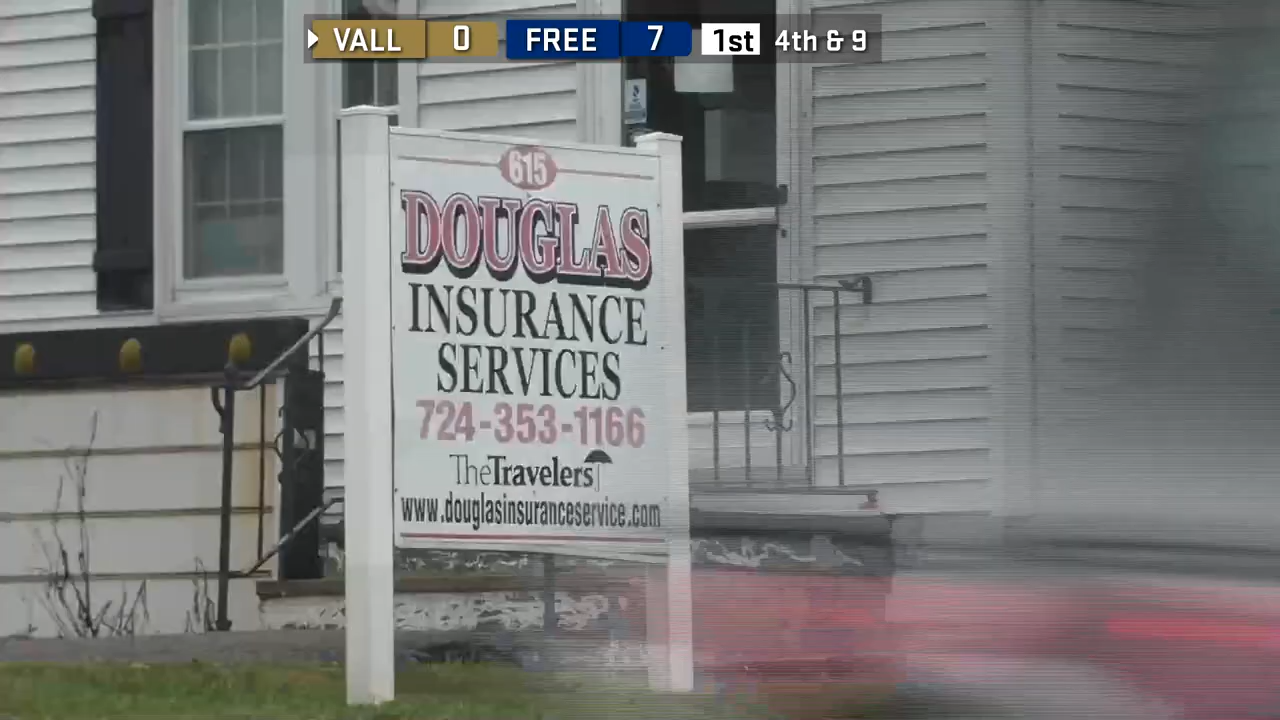 VALL 0 FREE 7 1st 4th & 9
615
DOUGLAS
INSURANCE
SERVICES
724-353-1166
TheTravelers
www.douglasinsuranceservice.com